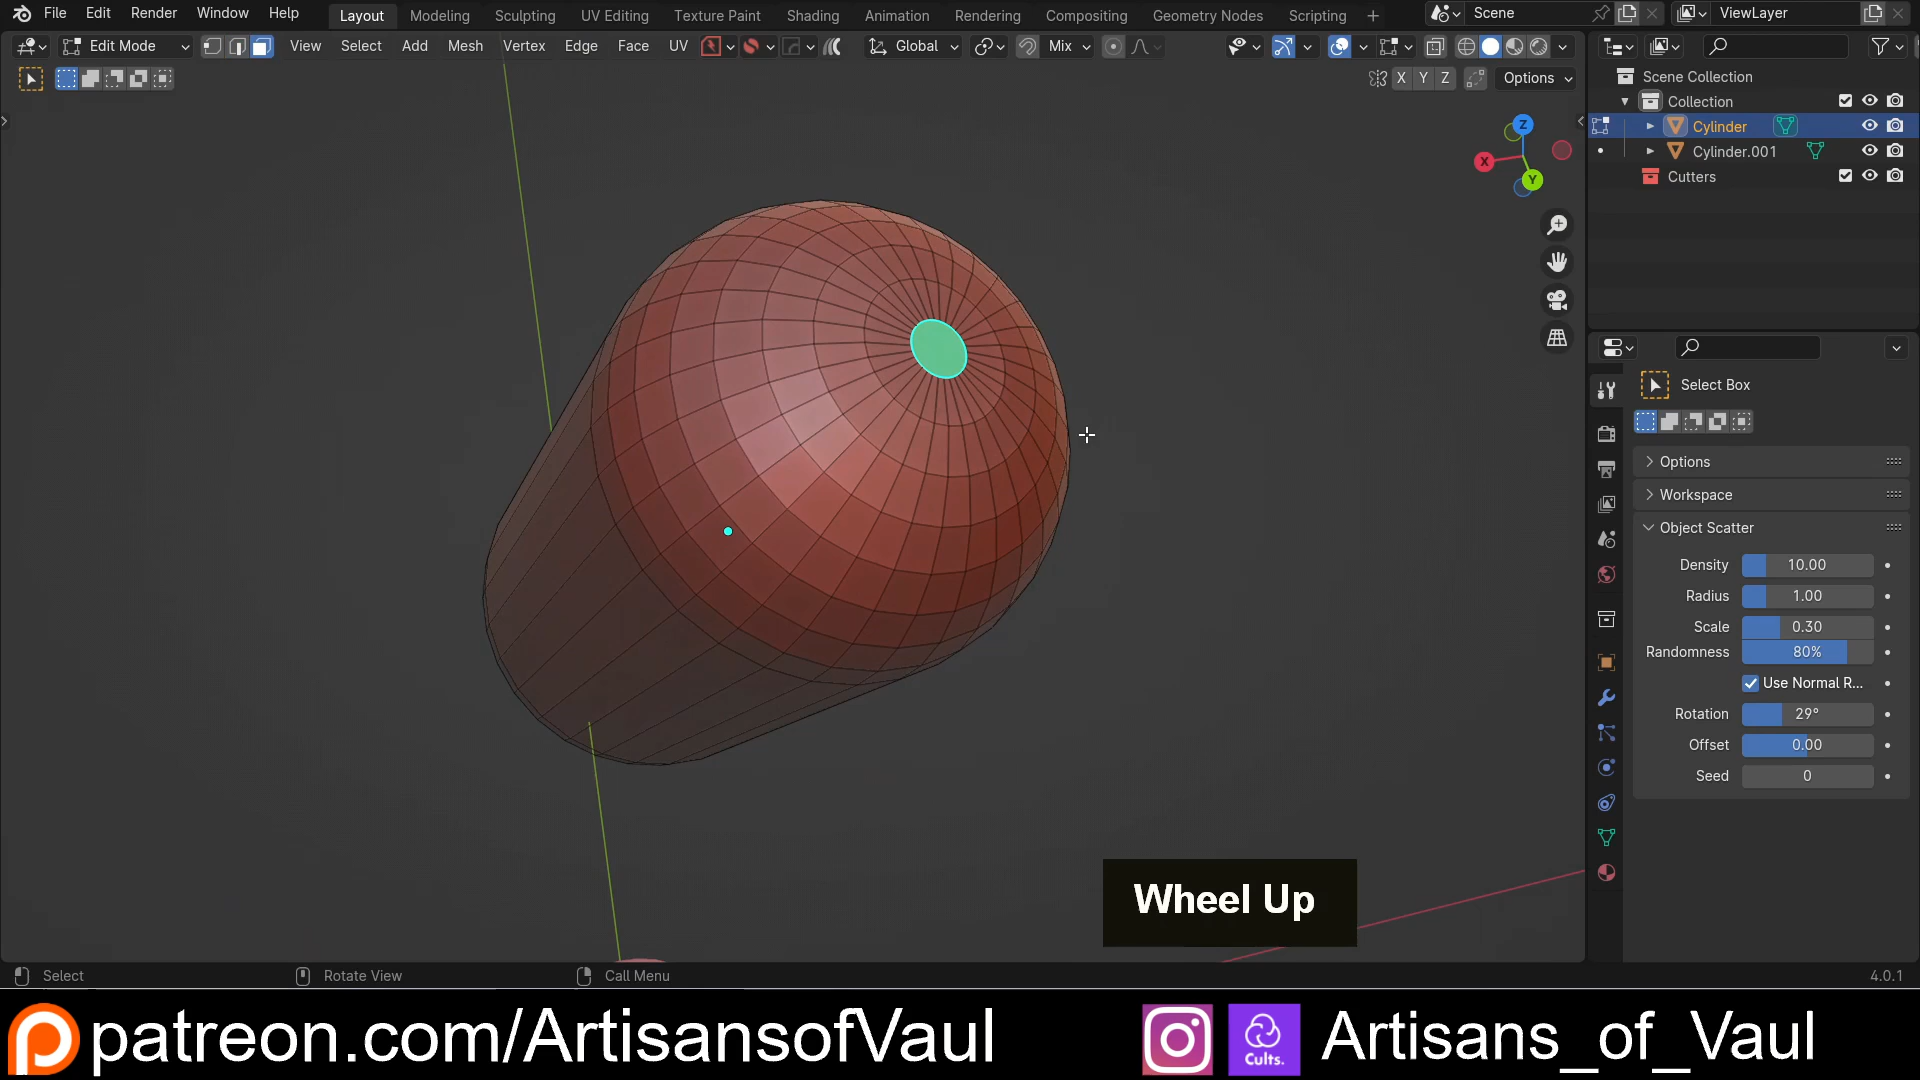 File Edit Render Window Help Layout Modeling Sculpting UV Editing Texture Paint Shading Animation Rendering Compositing Geometry Nodes Scripting + Scene ViewLayer
Edit Mode View Select Add Mesh Vertex Edge Face UV Global Mix
X Y Z Options
Scene Collection
Collection
Cylinder
Cylinder.001
Cutters
Z
X
Y
Select Box
Options
Workspace
Object Scatter
Density 10.00
Radius 1.00
Scale 0.30
Randomness 80%
Use Normal R...
Rotation 29°
Offset 0.00
Seed 0
Wheel Up
Select Rotate View Call Menu 4.0.1
patreon.com/ArtisansofVaul Cults. Artisans_of_Vaul